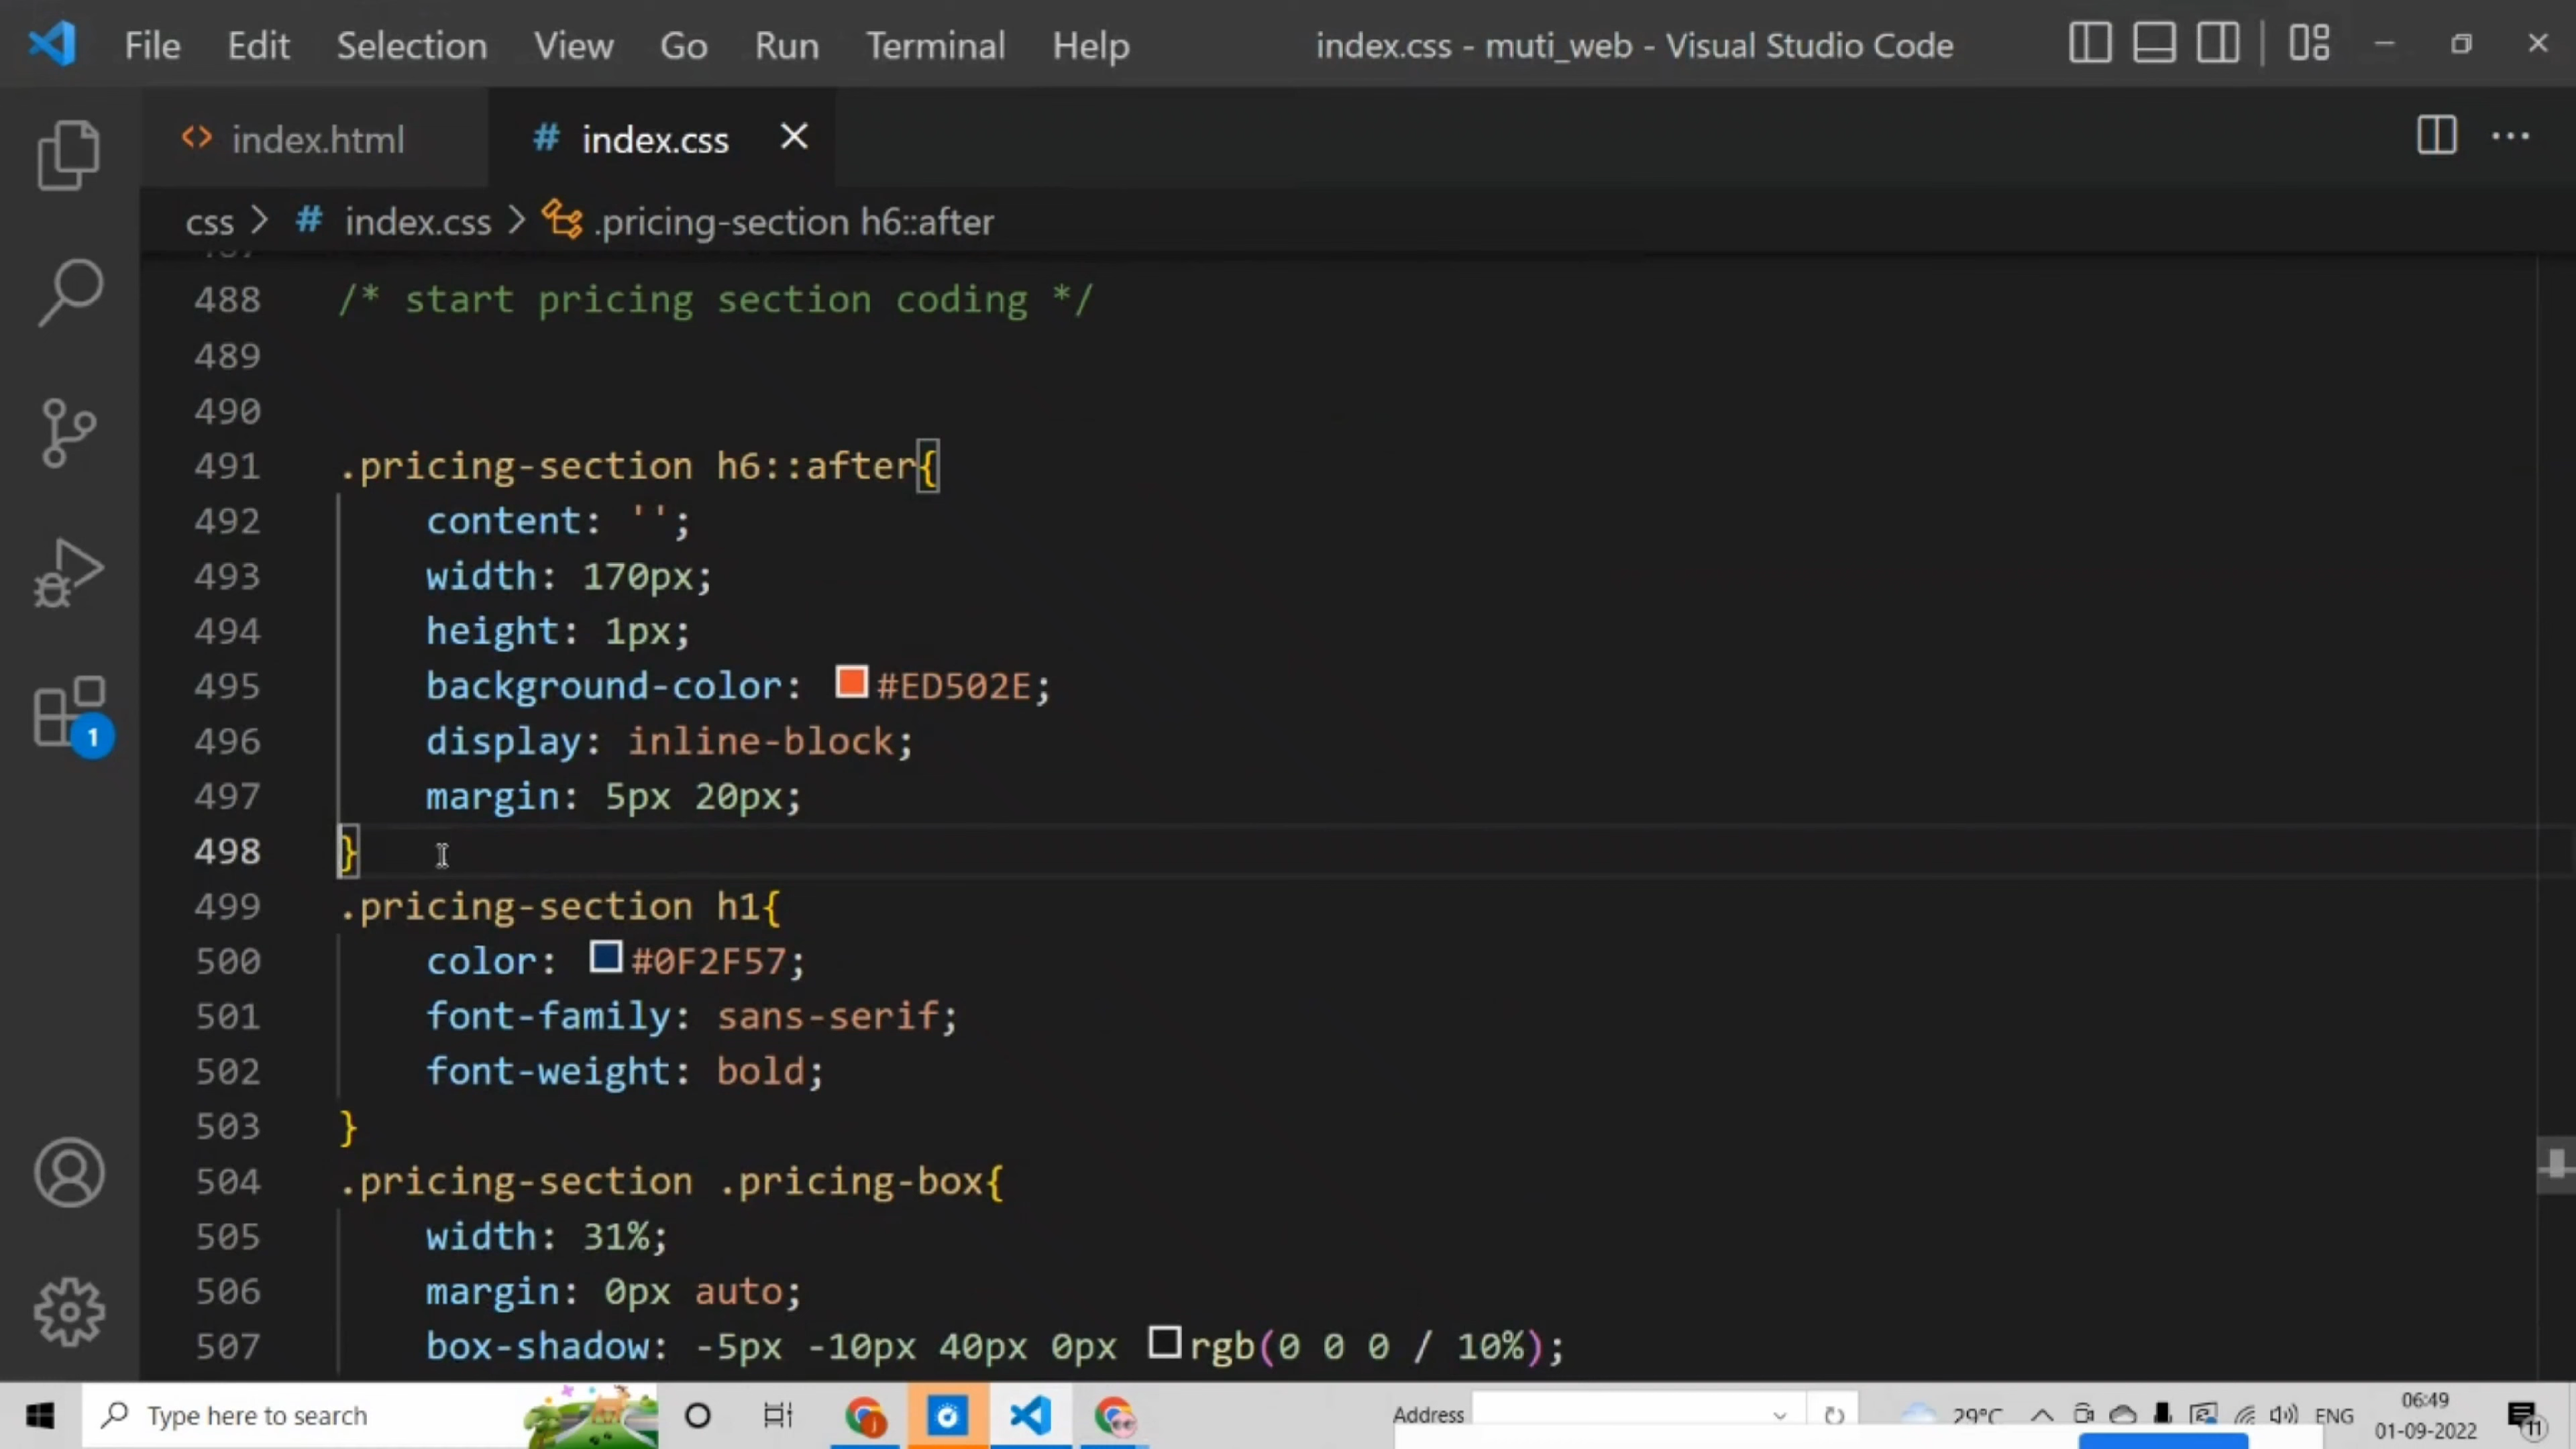 File Edit Selection View Go Run Terminal Help index.css - muti_web - Visual Studio Code
index.html # index.css
css > # index.css > .pricing-section h6::after
488 /* start pricing section coding */
489
490
491 .pricing-section h6::after{
492 content: '';
493 width: 170px;
494 height: 1px;
495 background-color: #ED502E;
496 display: inline-block;
497 margin: 5px 20px;
498 }
499 .pricing-section h1{
500 color: #0F2F57;
501 font-family: sans-serif;
502 font-weight: bold;
503 }
504 .pricing-section .pricing-box{
505 width: 31%;
506 margin: 0px auto;
507 box-shadow: -5px -10px 40px 0px rgb(0 0 0 / 10%);
1
Type here to search
Address
29°C
ENG
06:49
01-09-2022
11